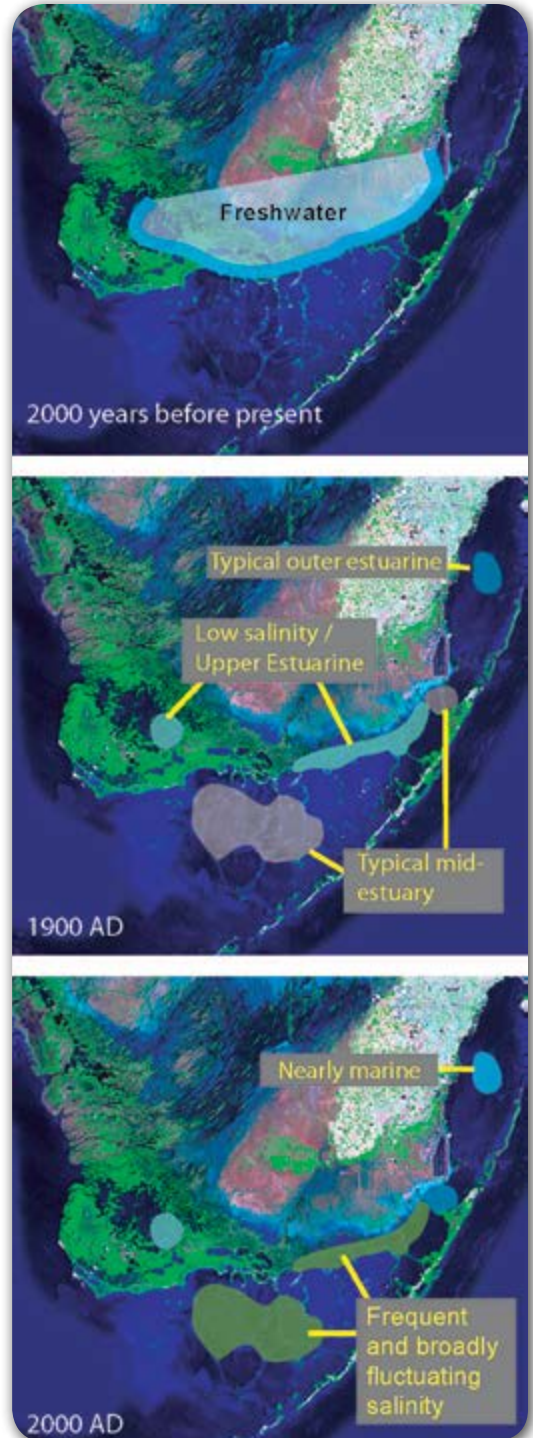 Freshwater
2000 years before present
Typical outer estuarine
Low salinity /
Upper Estuarine
Typical mid-
estuary
1900 AD
Nearly marine
Frequent
and broadly
fluctuating
salinity
2000 AD